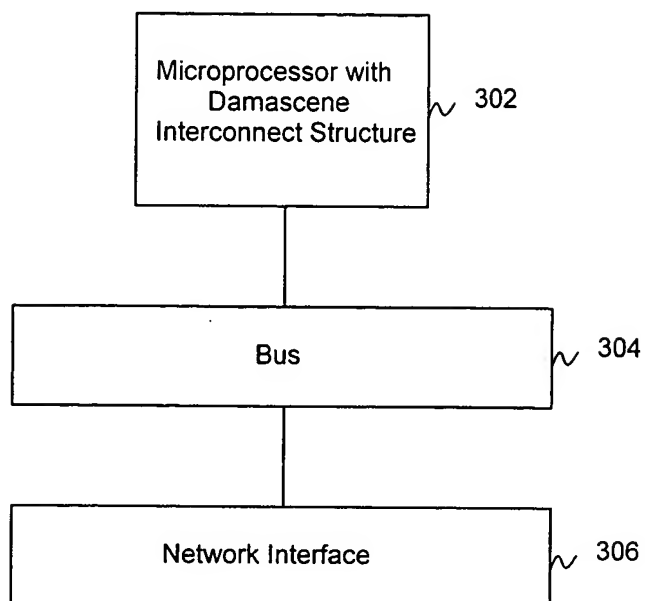 Microprocessor with
Damascene
Interconnect Structure
302
Bus
304
Network Interface
306